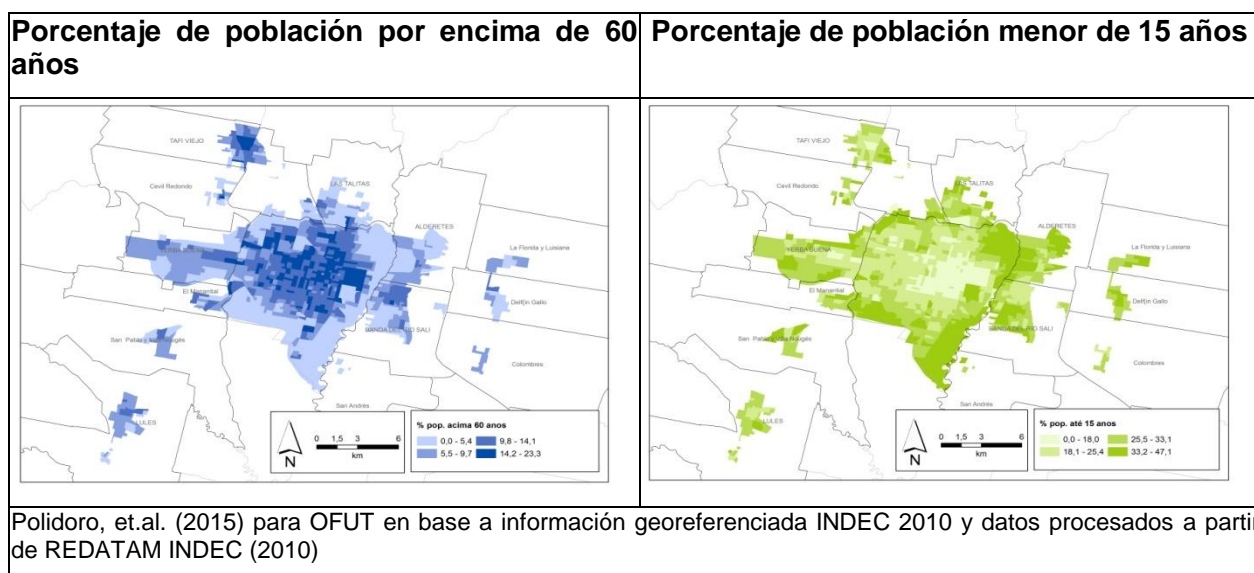 Porcentaje de población por encima de 60
años
Porcentaje de población menor de 15 años
TAFI VIEJO
Cevil Redondo
LAS TALITAS
ALDERETES
La Florida y Luisiana
YERBA BUENA
El Manantial
Delfín Gallo
BANDA DEL RIO SALI
San Pablo y Villa Nougués
Colombres
San Andrés
LULES
0 1,5 3 6
km
N
% pop. acima 60 anos
0,0 - 5,4 9,8 - 14,1
5,5 - 9,7 14,2 - 23,3
TAFI VIEJO
Cevil Redondo
LAS TALITAS
ALDERETES
La Florida y Luisiana
YERBA BUENA
El Manantial
Delfín Gallo
BANDA DEL RIO SALI
San Pablo y Villa Nougués
Colombres
San Andrés
LULES
0 1,5 3 6
km
N
% pop. até 15 anos
0,0 - 18,0 25,5 - 33,1
18,1 - 25,4 33,2 - 47,1
Polidoro, et.al. (2015) para OFUT en base a información georeferenciada INDEC 2010 y datos procesados a partir
de REDATAM INDEC (2010)